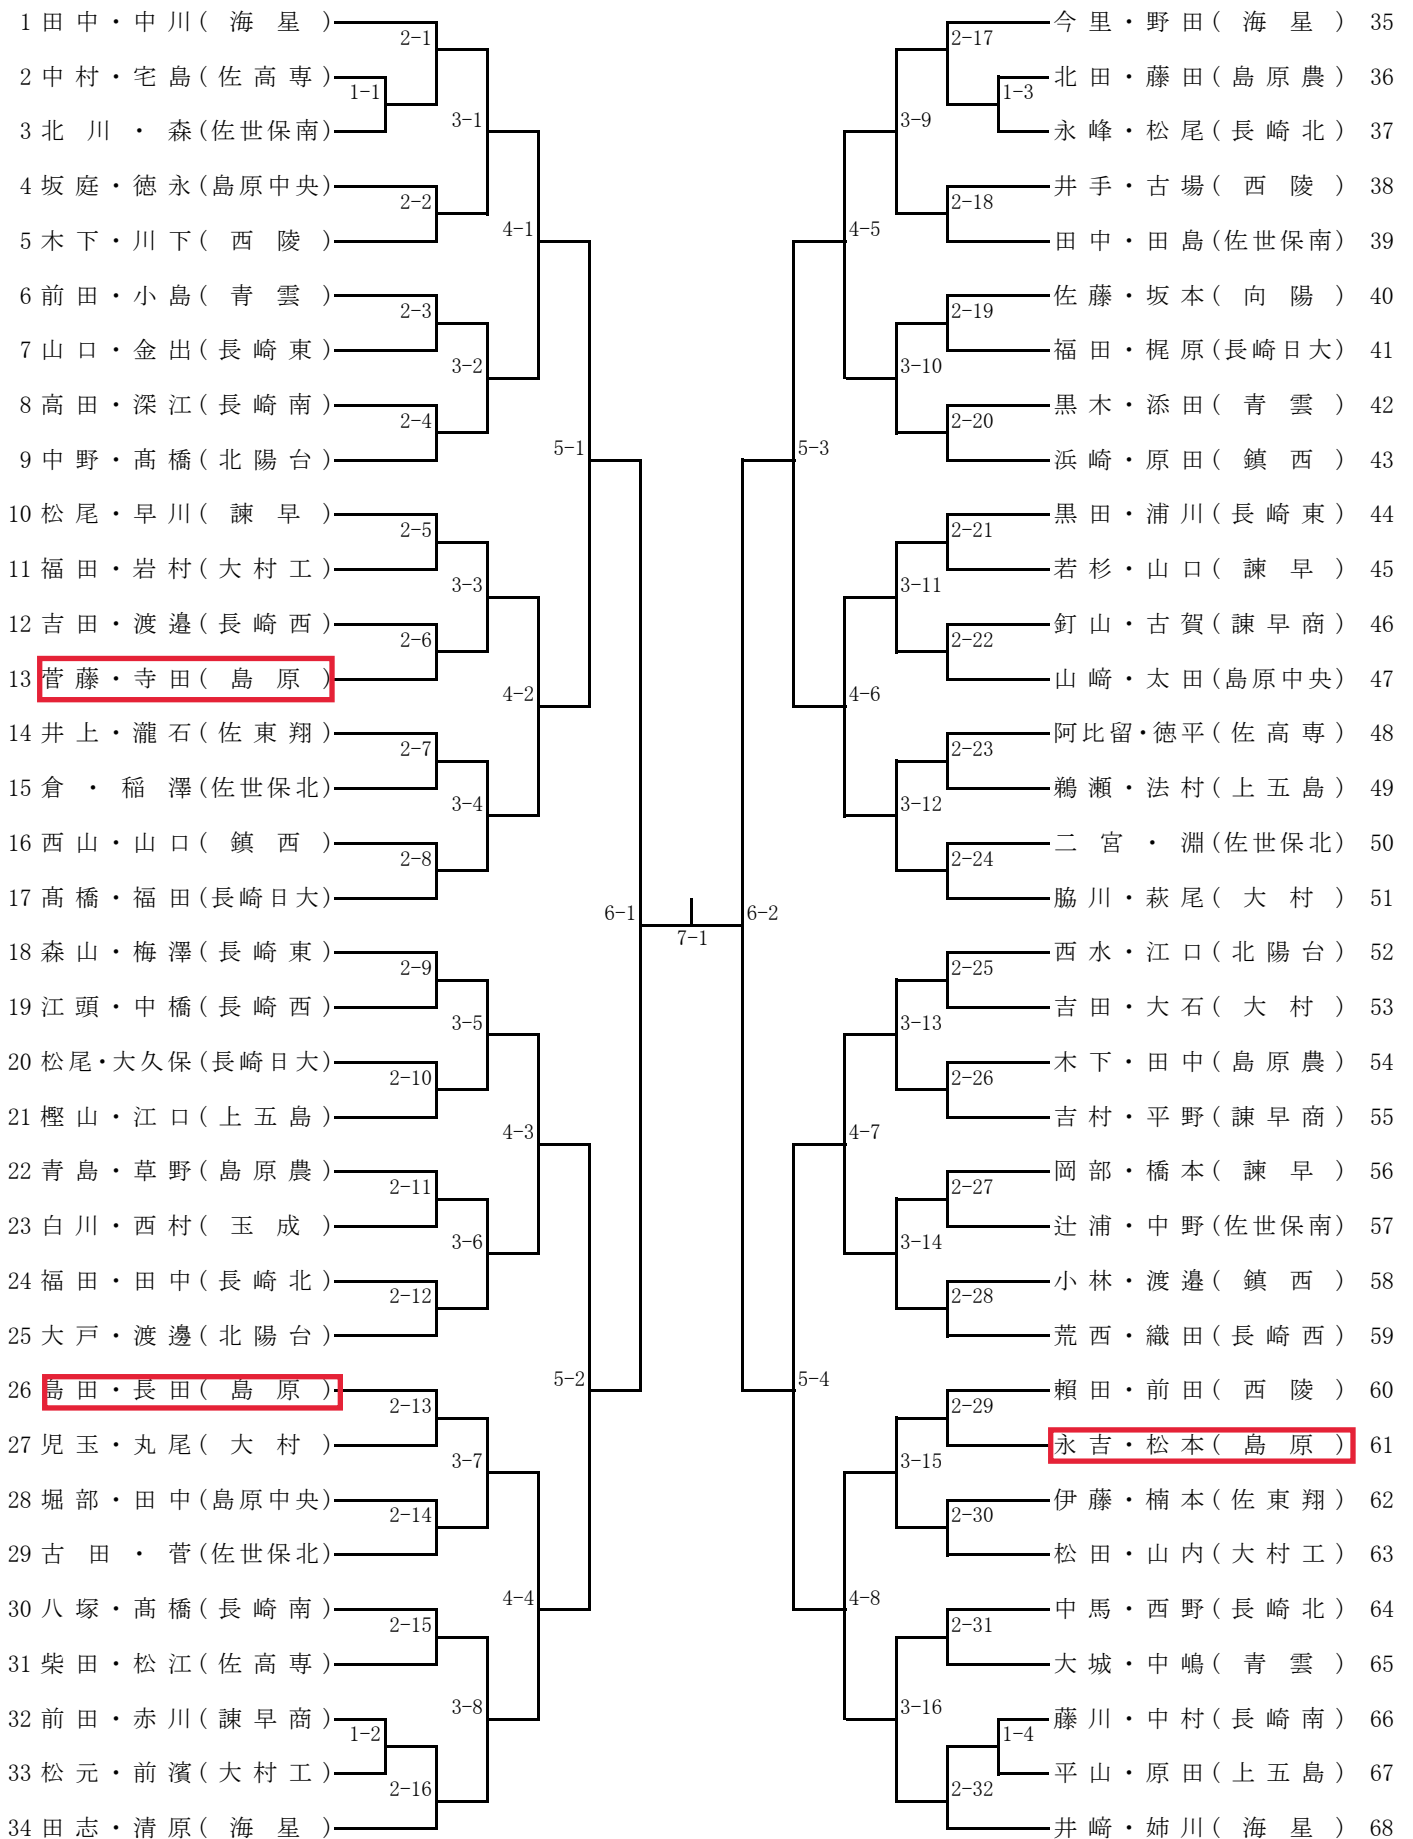 1 田中・中川(海星)
2-1
2 中村・宅島(佐高専)
1-1
3 北川・森(佐世保南)
3-1
4 坂庭・徳永(島原中央)
2-2
5 木下・川下(西陵)
4-1
6 前田・小島(青雲)
2-3
7 山口・金出(長崎東)
3-2
8 高田・深江(長崎南)
2-4
9 中野・髙橋(北陽台)
5-1
10 松尾・早川(諫早)
2-5
11 福田・岩村(大村工)
3-3
12 吉田・渡邉(長崎西)
2-6
13 菅藤・寺田(島原)
4-2
14 井上・瀧石(佐東翔)
2-7
15 倉・稲澤(佐世保北)
3-4
16 西山・山口(鎮西)
2-8
17 髙橋・福田(長崎日大)
6-1
18 森山・梅澤(長崎東)
2-9
19 江頭・中橋(長崎西)
3-5
20 松尾・大久保(長崎日大)
2-10
21 樫山・江口(上五島)
4-3
22 青島・草野(島原農)
2-11
23 白川・西村(玉成)
3-6
24 福田・田中(長崎北)
2-12
25 大戸・渡邊(北陽台)
5-2
26 島田・長田(島原)
2-13
27 児玉・丸尾(大村)
3-7
28 堀部・田中(島原中央)
2-14
29 古田・菅(佐世保北)
4-4
30 八塚・髙橋(長崎南)
2-15
31 柴田・松江(佐高専)
3-8
32 前田・赤川(諫早商)
1-2
33 松元・前濱(大村工)
2-16
34 田志・清原(海星)
7-1
今里・野田(海星) 35
2-17
北田・藤田(島原農) 36
1-3
永峰・松尾(長崎北) 37
3-9
井手・古場(西陵) 38
2-18
田中・田島(佐世保南) 39
4-5
佐藤・坂本(向陽) 40
2-19
福田・梶原(長崎日大) 41
3-10
黒木・添田(青雲) 42
2-20
浜崎・原田(鎮西) 43
5-3
黒田・浦川(長崎東) 44
2-21
若杉・山口(諫早) 45
3-11
釘山・古賀(諫早商) 46
2-22
山﨑・太田(島原中央) 47
4-6
阿比留・徳平(佐高専) 48
2-23
鵜瀬・法村(上五島) 49
3-12
二宮・淵(佐世保北) 50
2-24
脇川・萩尾(大村) 51
6-2
西水・江口(北陽台) 52
2-25
吉田・大石(大村) 53
3-13
木下・田中(島原農) 54
2-26
吉村・平野(諫早商) 55
4-7
岡部・橋本(諫早) 56
2-27
辻浦・中野(佐世保南) 57
3-14
小林・渡邉(鎮西) 58
2-28
荒西・織田(長崎西) 59
5-4
賴田・前田(西陵) 60
2-29
永吉・松本(島原) 61
3-15
伊藤・楠本(佐東翔) 62
2-30
松田・山内(大村工) 63
4-8
中馬・西野(長崎北) 64
2-31
大城・中嶋(青雲) 65
3-16
藤川・中村(長崎南) 66
1-4
平山・原田(上五島) 67
2-32
井﨑・姉川(海星) 68